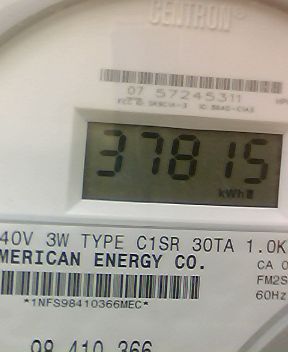 CENTRON®
07 57245311
37815
kWh
40V 3W TYPE C1SR 30TA 1.0K
MERICAN ENERGY CO.
CA 0
FM2S
60Hz
*1NFS98410366MEC*
98 410 366